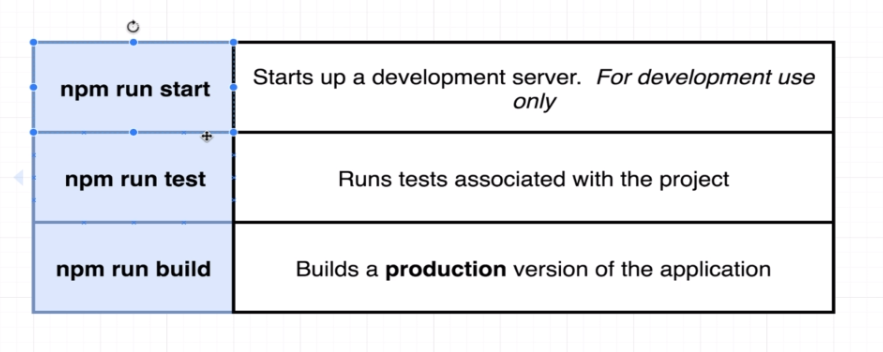 npm run start
Starts up a development server. For development use
only
npm run test
Runs tests associated with the project
npm run build
Builds a production version of the application